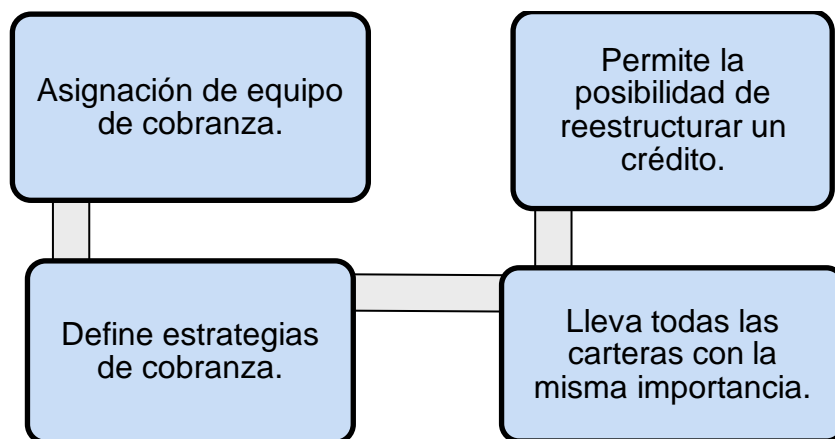 Asignación de equipo
de cobranza.
Define estrategias
de cobranza.
Lleva todas las
carteras con la
misma importancia.
Permite la
posibilidad de
reestructurar un
crédito.